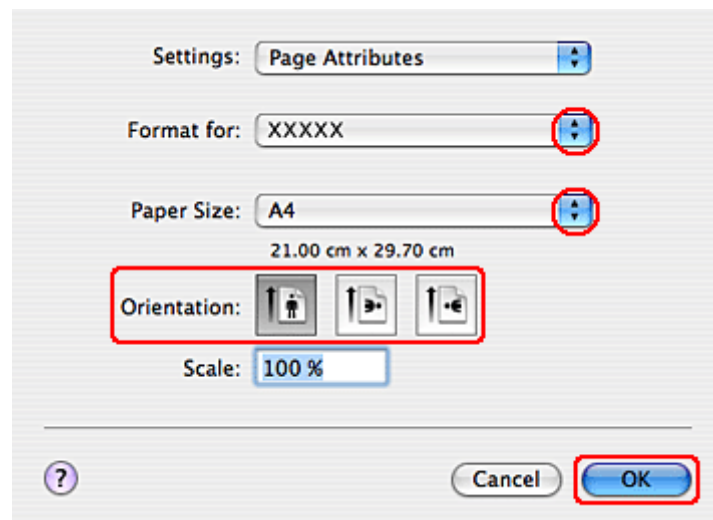 Settings: Page Attributes
Format for: XXXXX
Paper Size: A4
21.00 cm x 29.70 cm
Orientation:
Scale: 100 %
? Cancel OK